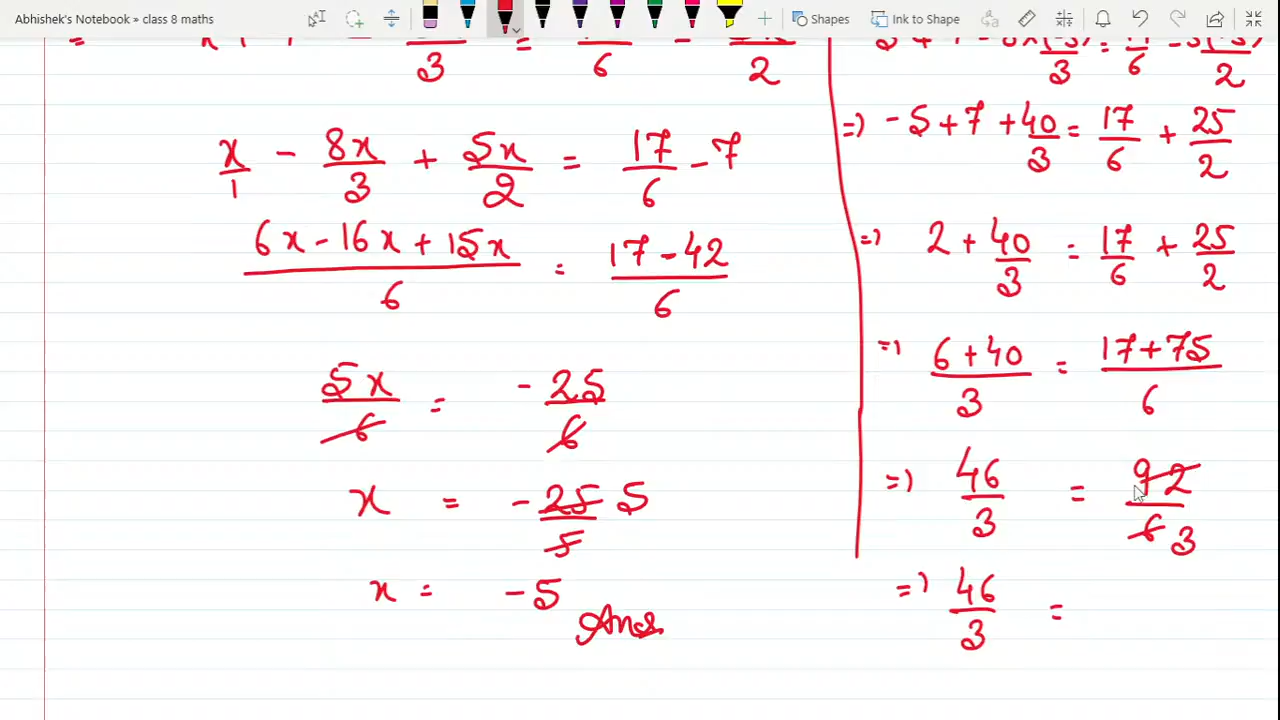 Abhishek's Notebook » class 8 maths
Shapes
Ink to Shape
x/1 - 8x/3 + 5x/2 = 17/6 - 7
(6x - 16x + 15x)/6 = (17 - 42)/6
5x/6 = -25/6
x = -25/5 5
x = -5
Ans
=) -5 + 7 + 40/3 = 17/6 + 25/2
=) 2 + 40/3 = 17/6 + 25/2
=) (6 + 40)/3 = (17 + 75)/6
=) 46/3 = 92/6 3
=) 46/3 =